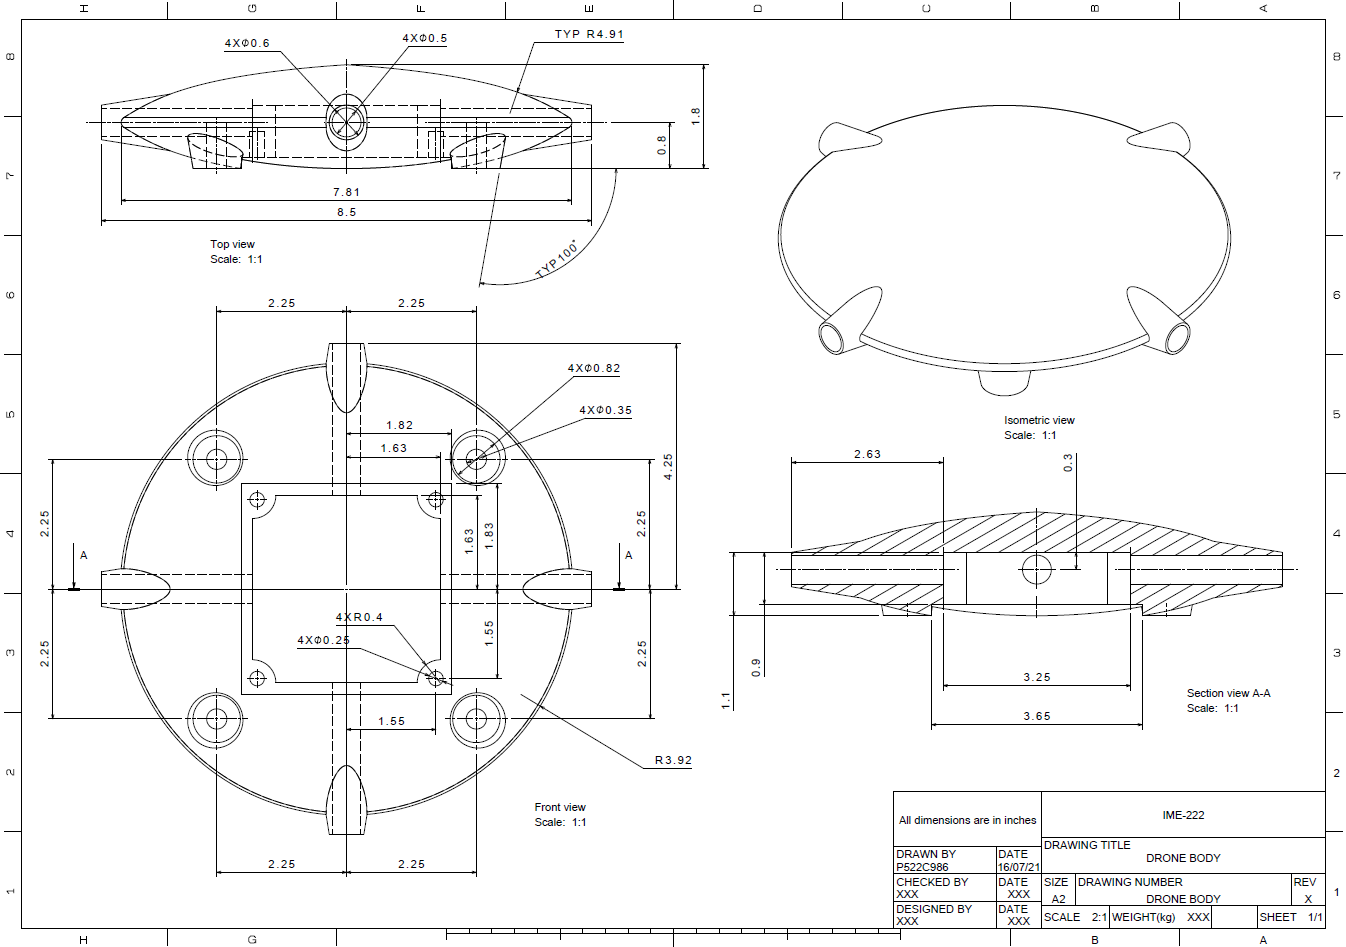 H G F E D C B A
8 8
7 7
6 6
5 5
4 4
3 3
2 2
1 1
4XΦ0.6
4XΦ0.5
TYP R4.91
1.8
0.8
7.81
8.5
TYP 100°
Top view
Scale: 1:1
2.25 2.25
4XΦ0.82
4XΦ0.35
1.82
1.63
4.25
2.25
2.25
1.63
1.83
A A
4XR0.4
4XΦ0.25
1.55
2.25
2.25
1.55
R3.92
2.25 2.25
Front view
Scale: 1:1
Isometric view
Scale: 1:1
2.63
0.3
0.9
1.1
3.25
3.65
Section view A-A
Scale: 1:1
All dimensions are in inches
IME-222
DRAWN BY
P522C986
DATE
16/07/21
DRAWING TITLE
DRONE BODY
CHECKED BY
XXX
DATE
XXX
SIZE
A2
DRAWING NUMBER
DRONE BODY
REV
X
DESIGNED BY
XXX
DATE
XXX
SCALE 2:1 WEIGHT(kg) XXX SHEET 1/1
H G B A